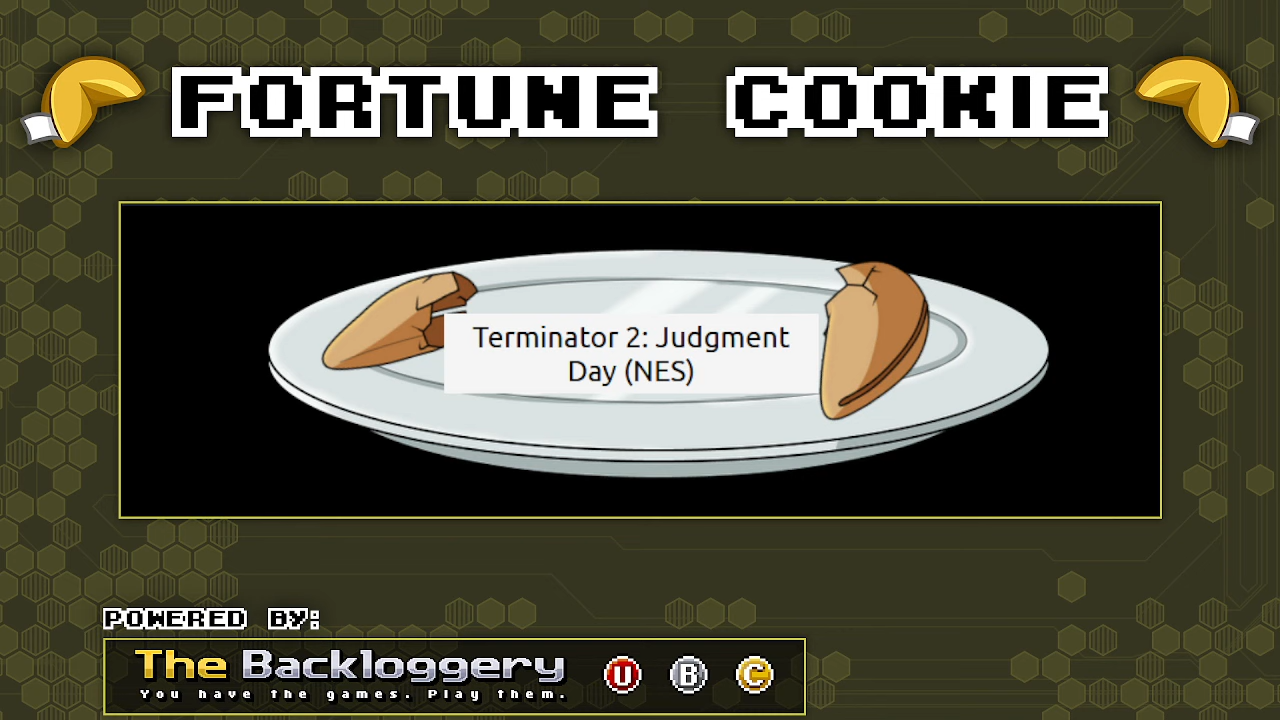 FORTUNE COOKIE
Terminator 2: Judgment
Day (NES)
POWERED BY:
The Backloggery
You have the games. Play them.
U B C